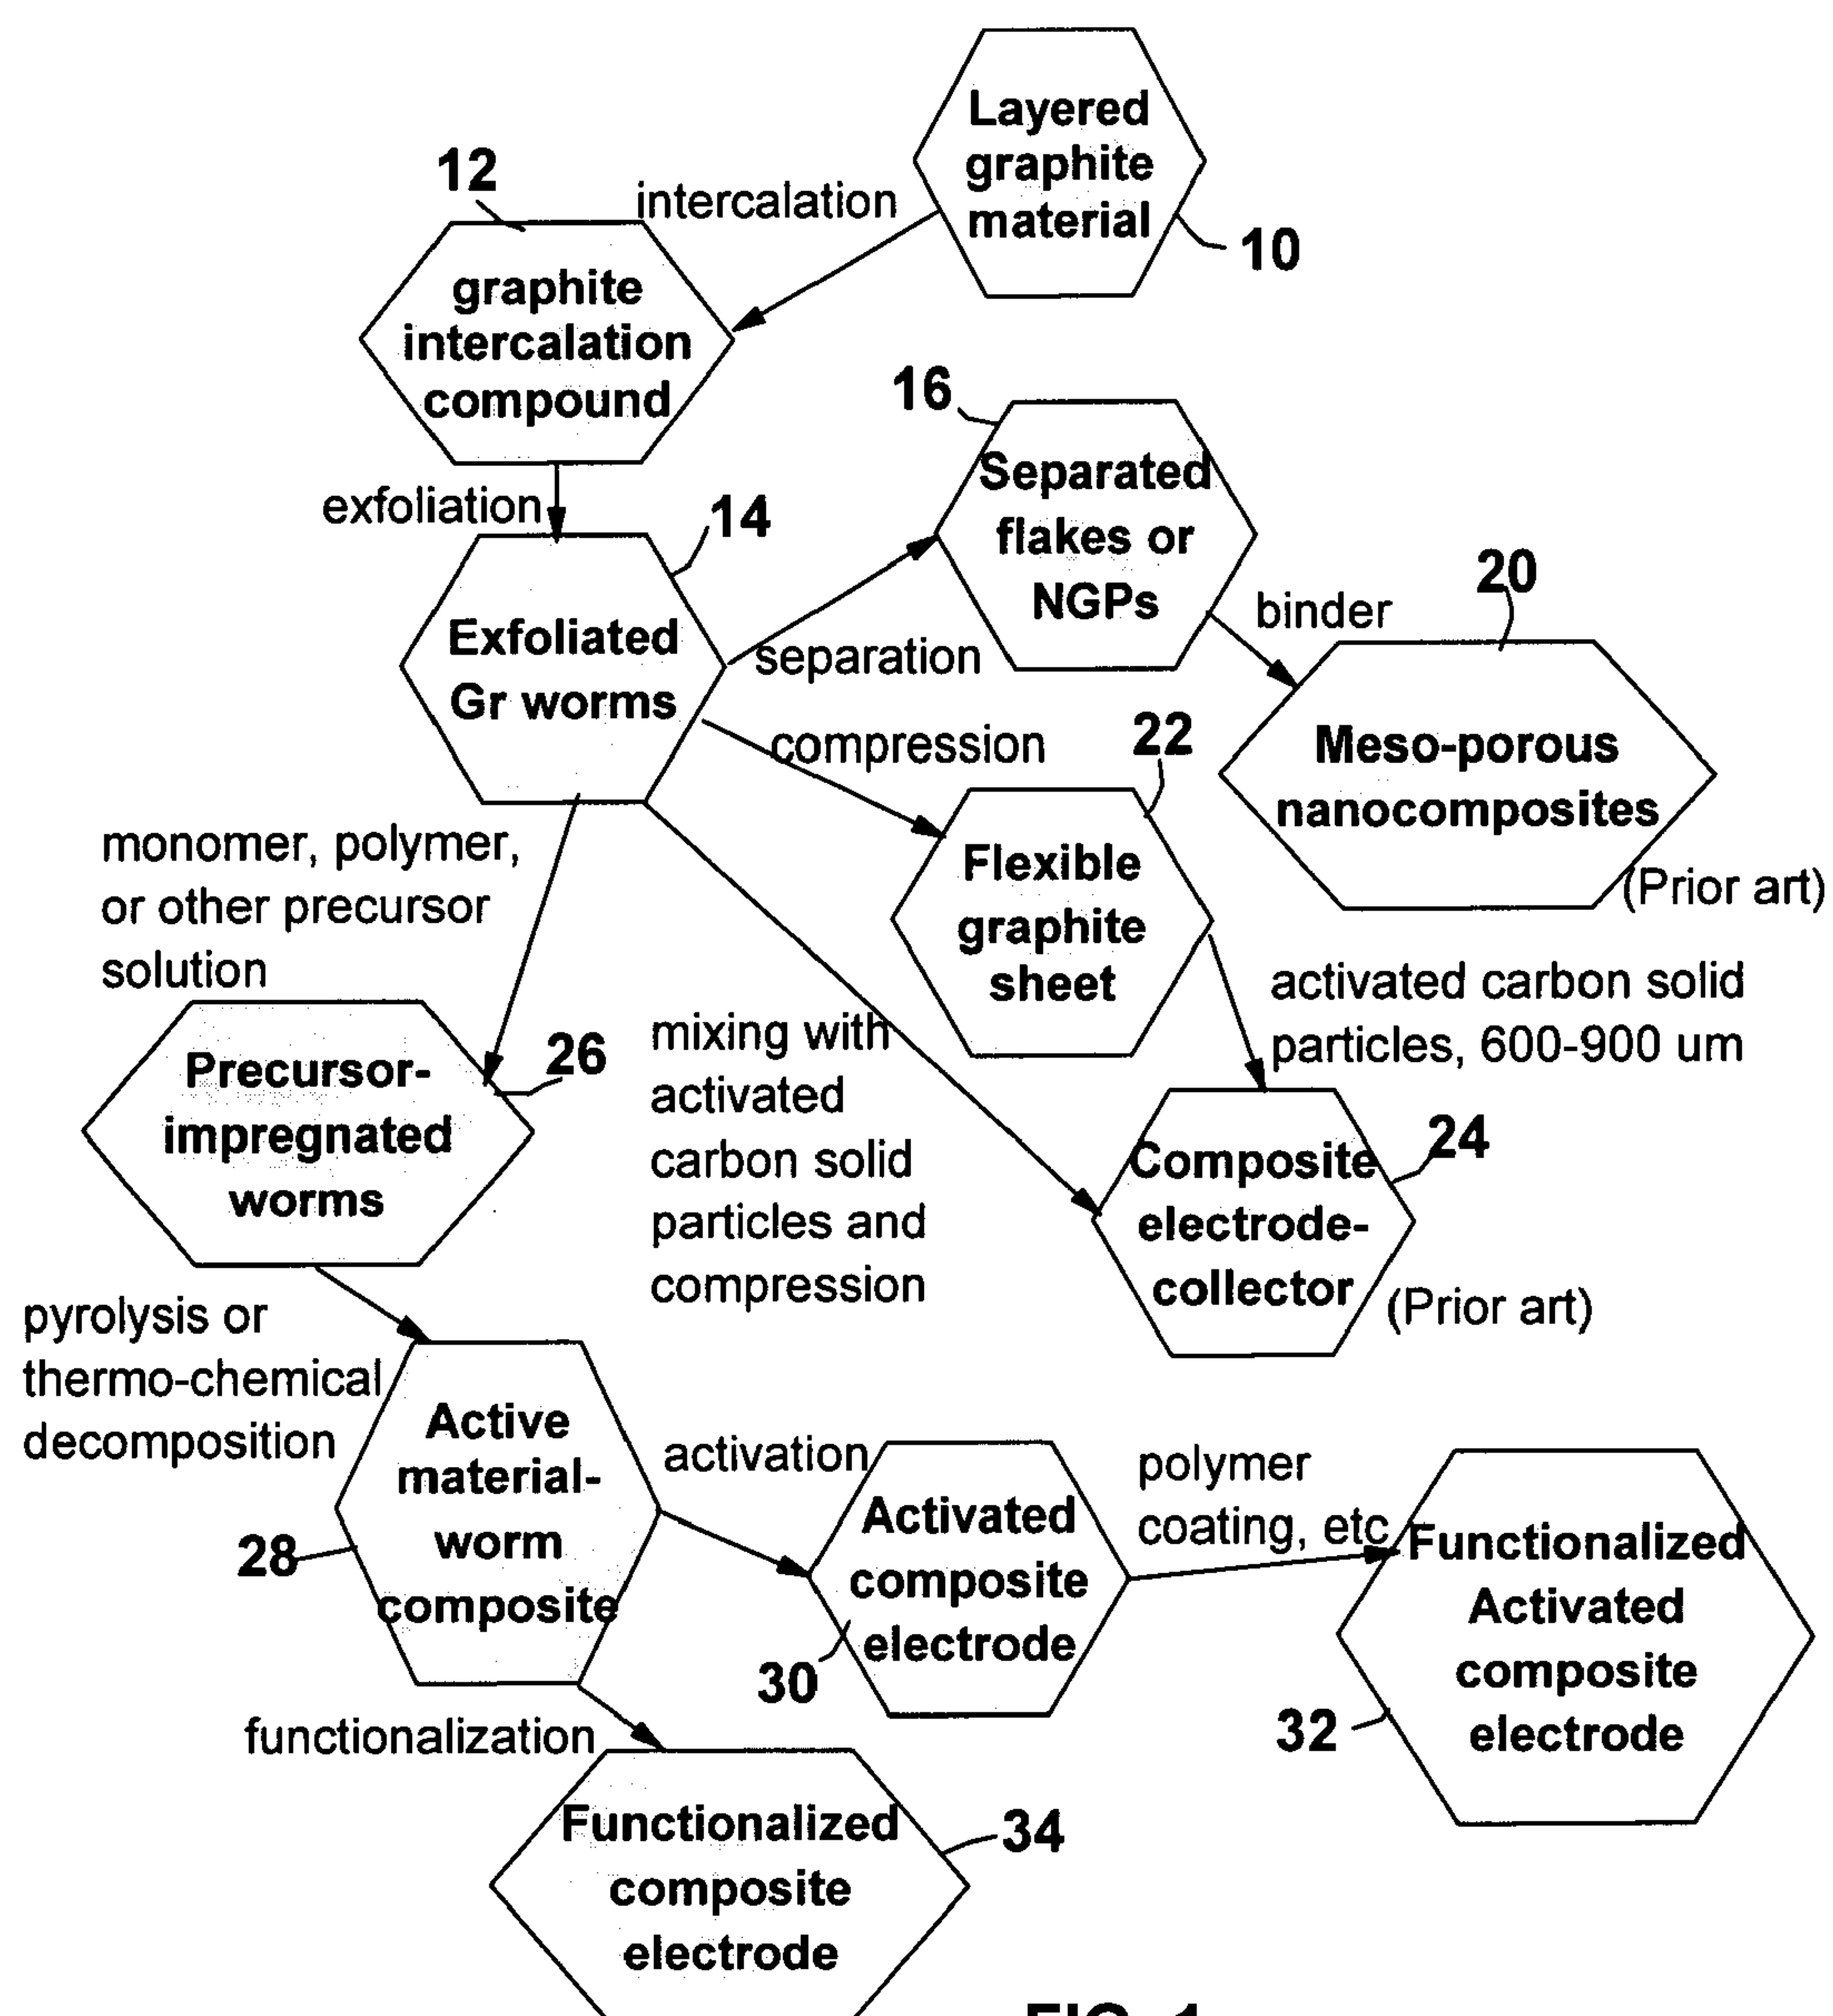 Layered
graphite
material
10
12
intercalation
graphite
intercalation
compound
16
Separated
flakes or
NGPs
exfoliation
14
20
binder
Exfoliated
Gr worms
separation
22
compression
Meso-porous
nanocomposites
(Prior art)
monomer, polymer,
or other precursor
solution
Flexible
graphite
sheet
activated carbon solid
particles, 600-900 um
26
Precursor-
impregnated
worms
mixing with
activated
carbon solid
particles and
compression
24
Composite
electrode-
collector
(Prior art)
pyrolysis or
thermo-chemical
decomposition
Active
material-
worm
composite
28
activation
Activated
composite
electrode
30
polymer
coating, etc
Functionalized
Activated
composite
electrode
32
functionalization
Functionalized
composite
electrode
34
FIG. 1